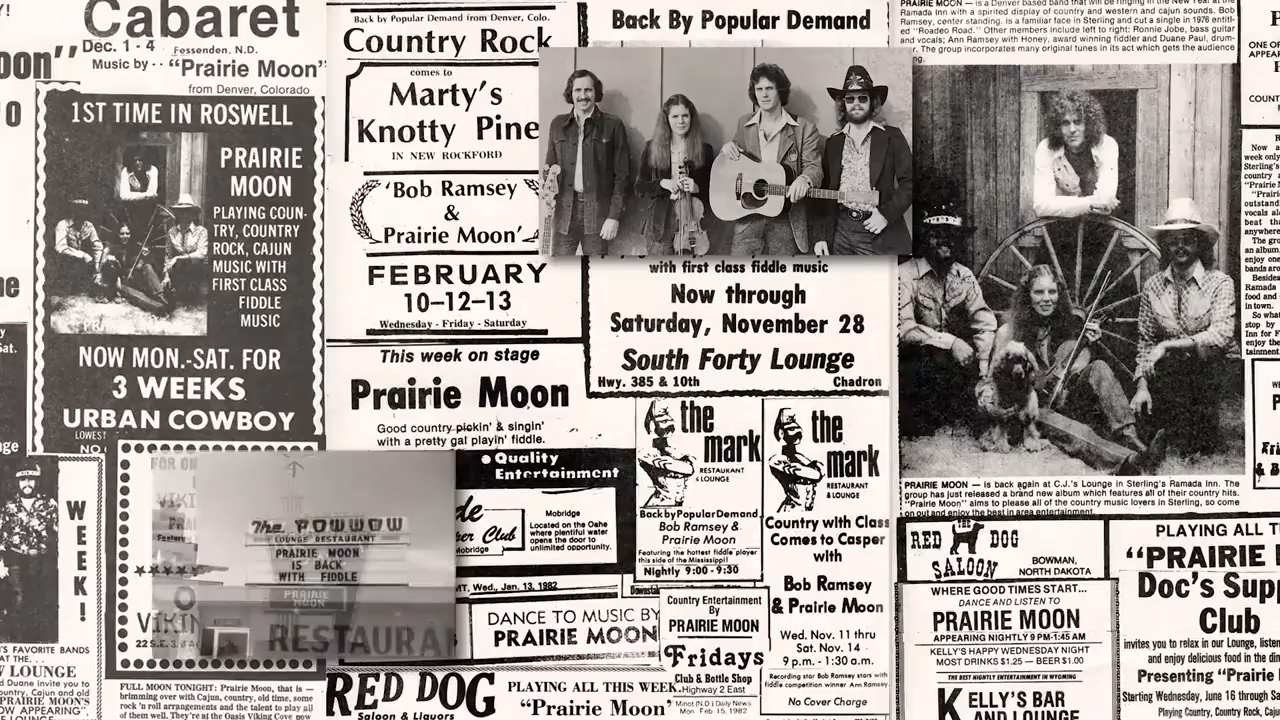 Cabaret
Dec. 1 - 4
Fessenden, N.D.
Music by - - "Prairie Moon"
from Denver, Colorado
1ST TIME IN ROSWELL
PRAIRIE
MOON
PLAYING COUN-
TRY, COUNTRY
ROCK, CAJUN
MUSIC WITH
FIRST CLASS
FIDDLE
MUSIC
NOW MON.-SAT. FOR
3 WEEKS
URBAN COWBOY
LOWEST
WEEK!
FULL MOON TONIGHT: Prairie Moon, that is —
brimming over with Cajun, country, old time, some
rock 'n roll arrangements and the talent to play all
of them well. They're at the Oasis Viking Cove now
Back by Popular Demand from Denver, Colo.
Country Rock
comes to
Marty's
Knotty Pine
IN NEW ROCKFORD
'Bob Ramsey
&
Prairie Moon'
FEBRUARY
10-12-13
Wednesday - Friday - Saturday
This week on stage
Prairie Moon
Good country pickin' & singin'
with a pretty gal playin' fiddle.
Quality
Entertainment
Club
Mobridge
Mobridge
Located on the Oahe
where plentiful water
opens the door to
unlimited opportunity.
POWWOW
LOUNGE RESTAURANT
PRAIRIE MOON
IS BACK
WITH FIDDLE
PRAIRIE
MOON
VIKIN
RESTAURA
Wed., Jan. 13, 1982
DANCE TO MUSIC BY
PRAIRIE MOON
RED DOG
Saloon & Liquors
PLAYING ALL THIS WEEK
"Prairie Moon"
Back By Popular Demand
with first class fiddle music
Now through
Saturday, November 28
South Forty Lounge
Hwy. 385 & 10th
Chadron
the
mark
RESTAURANT
& LOUNGE
Back by Popular Demand
Bob Ramsey &
Prairie Moon
Featuring the hottest fiddle player
this side of the Mississippi!
Nightly 9:00 - 9:30
Country Entertainment
By
PRAIRIE MOON
Fridays
Club & Bottle Shop
Highway 2 East
Minot (N.D.) Daily News
Mon Feb. 15, 1982
the
mark
RESTAURANT
& LOUNGE
Country with Class
Comes to Casper
with
Bob Ramsey
& Prairie Moon
Wed. Nov. 11 thru
Sat. Nov. 14
9 p.m. - 1:30 a.m.
Recording star Bob Ramsey stars with
fiddle competition winner Ann Ramsey
No Cover Charge
PRAIRIE MOON — is a Denver based band that will be ringing in the New Year at the
Ramada Inn with a spirited display of country and western and cajun sounds. Bob
Ramsey, center standing, is a familiar face in Sterling and cut a single in 1976 entitl-
ed "Rodeo Road." Other members include left to right: Ronnie Jobe, bass guitar
and vocals; Ann Ramsey with Honey, award winning fiddler and Duane Paul, drum-
The group incorporates many original tunes in its act which gets the audience
PRAIRIE MOON — is back again at C.J.'s Lounge in Sterling's Ramada Inn. The
group has just released a brand new album which features all of their country hits.
"Prairie Moon" aims to please all of the country music lovers in Sterling, so come
on out and enjoy the best in area entertainment.
THE
RED DOG
SALOON
BOWMAN,
NORTH DAKOTA
WHERE GOOD TIMES START...
DANCE AND LISTEN TO
PRAIRIE MOON
APPEARING NIGHTLY 9 PM-1:45 AM
KELLY'S HAPPY WEDNESDAY NIGHT
MOST DRINKS $1.25 — BEER $1.00
THE BEST NIGHTLY ENTERTAINMENT IN WYOMING
KELLY'S BAR
AND LOUNGE
PLAYING ALL
"PRAIRIE
Doc's
Club
invites you to relax in our Lounge,
and enjoy delicious food in the
Presenting "Prairie
Starting Wednesday, June 16 through
Playing Country, Country Rock,